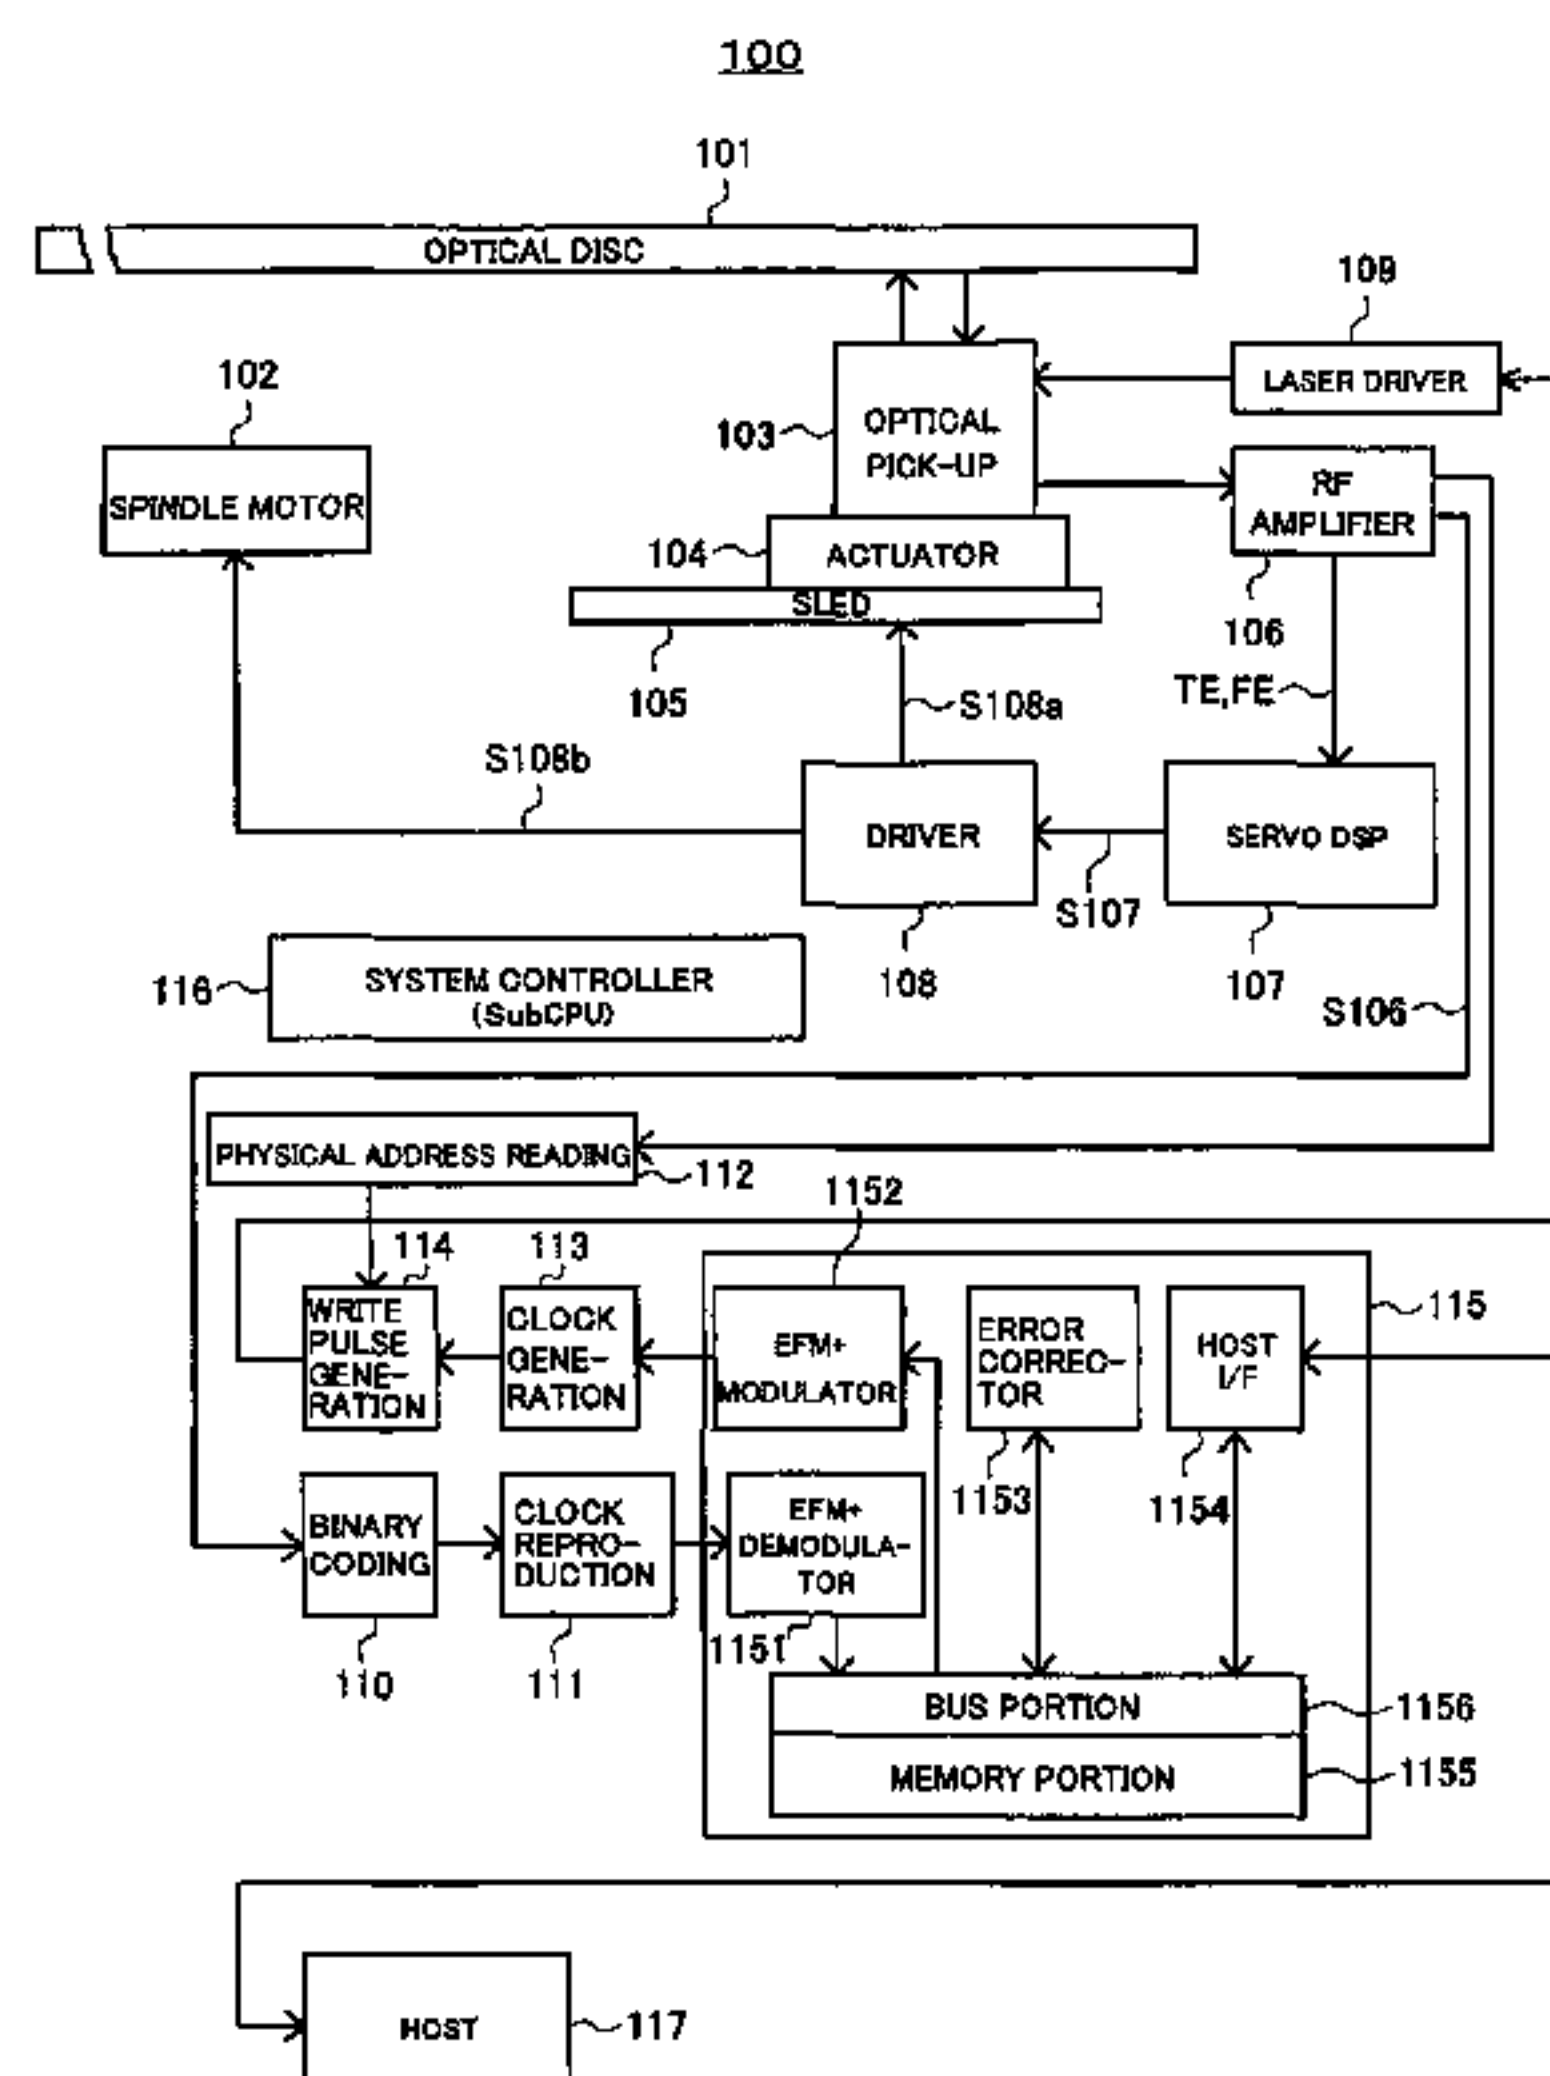 100
101
OPTICAL DISC
109
LASER DRIVER
102
SPINDLE MOTOR
103
OPTICAL
PICK-UP
RF
AMPLIFIER
104
ACTUATOR
SLED
106
105
TE,FE
S108a
S108b
DRIVER
SERVO DSP
S107
108
107
116
SYSTEM CONTROLLER
(SubCPU)
S106
PHYSICAL ADDRESS READING
112
1152
114
113
115
WRITE
PULSE
GENE-
RATION
CLOCK
GENE-
RATION
EFM+
MODULATOR
ERROR
CORREC-
TOR
HOST
I/F
1153
1154
BINARY
CODING
CLOCK
REPRO-
DUCTION
EFM+
DEMODULA-
TOR
1151
110
111
BUS PORTION
1156
MEMORY PORTION
1155
HOST
117